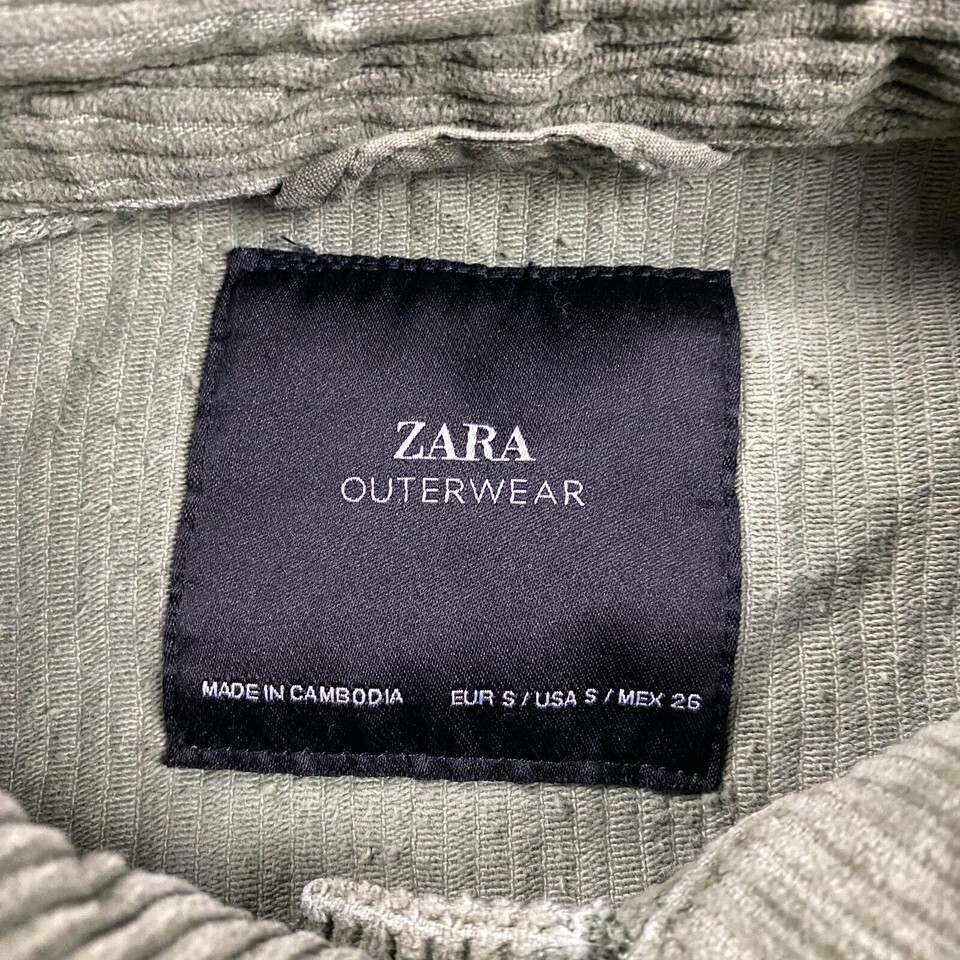 ZARA
OUTERWEAR
MADE IN CAMBODIA EUR S / USA S / MEX 26